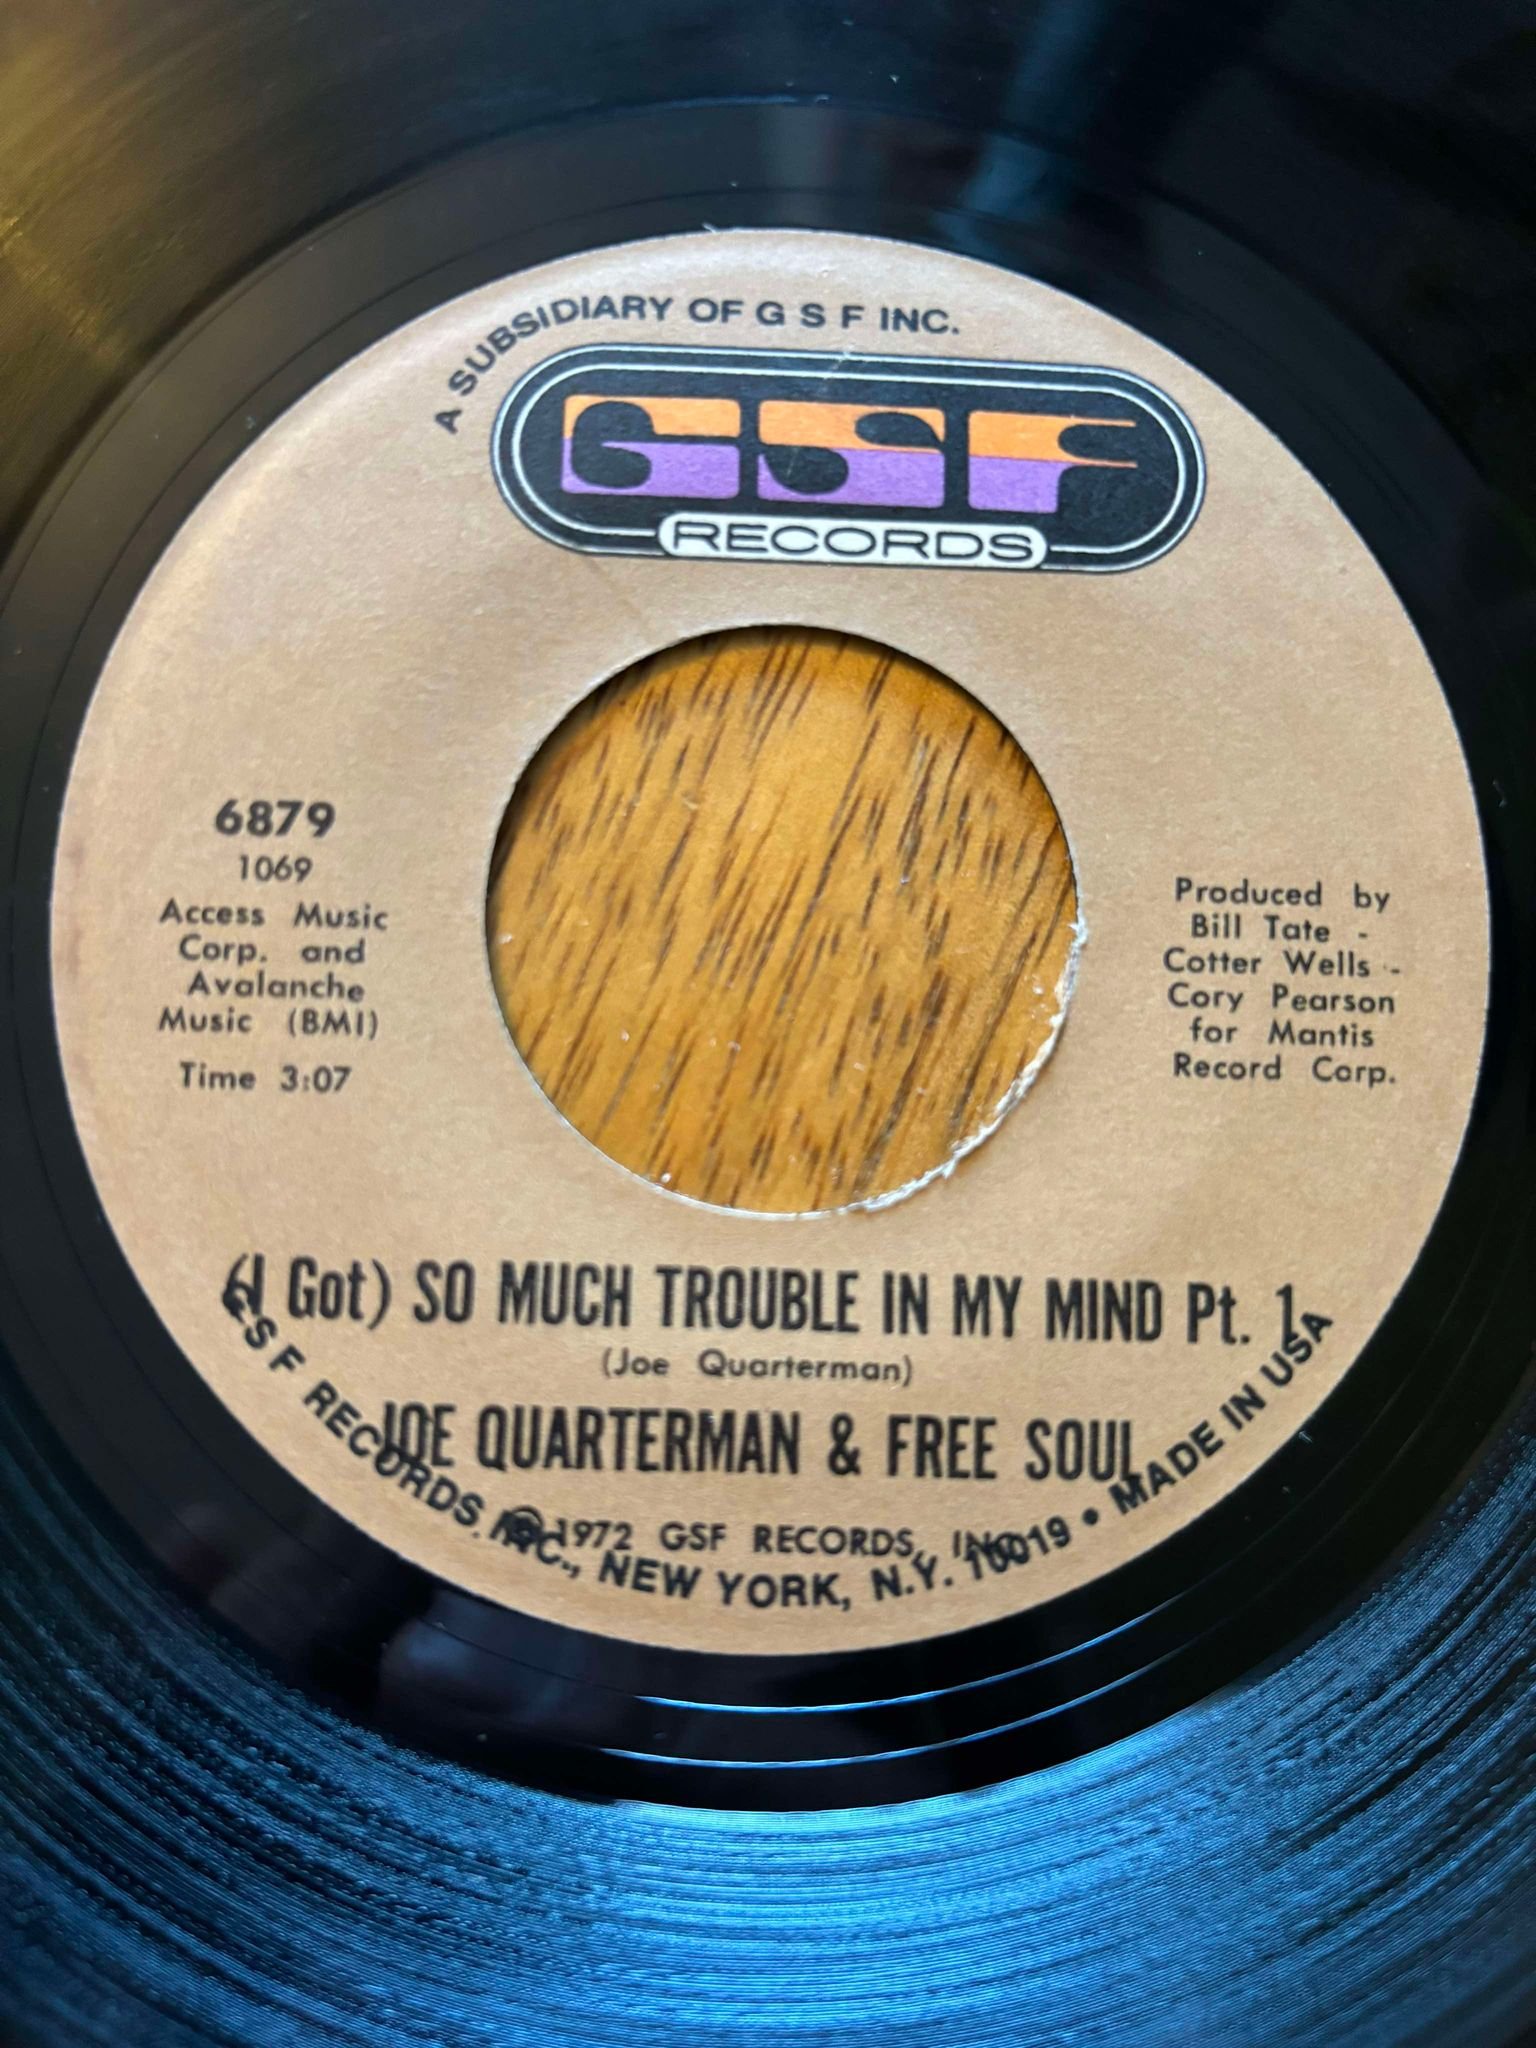 A SUBSIDIARY OF G S F INC.
GSF
RECORDS
6879
1069
Access Music
Corp. and
Avalanche
Music (BMI)
Time 3:07
Produced by
Bill Tate -
Cotter Wells -
Cory Pearson
for Mantis
Record Corp.
(I Got) SO MUCH TROUBLE IN MY MIND Pt. 1
(Joe Quarterman)
JOE QUARTERMAN & FREE SOUL
©1972 GSF RECORDS, INC.
G S F RECORDS, INC., NEW YORK, N.Y. 10019 • MADE IN USA